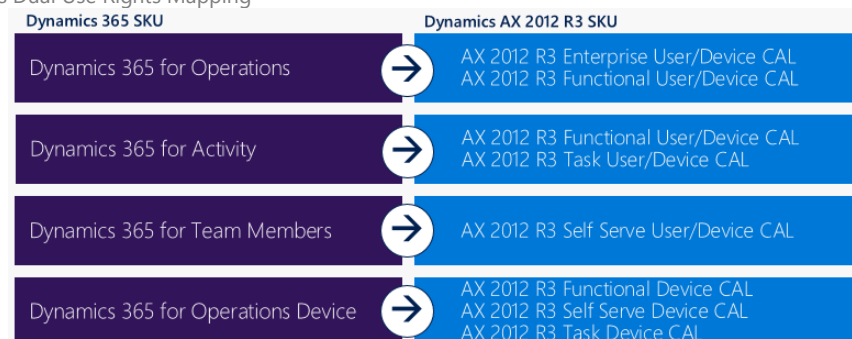 s Dual Use Rights Mapping
Dynamics 365 SKU
Dynamics AX 2012 R3 SKU
Dynamics 365 for Operations
AX 2012 R3 Enterprise User/Device CAL
AX 2012 R3 Functional User/Device CAL
Dynamics 365 for Activity
AX 2012 R3 Functional User/Device CAL
AX 2012 R3 Task User/Device CAL
Dynamics 365 for Team Members
AX 2012 R3 Self Serve User/Device CAL
Dynamics 365 for Operations Device
AX 2012 R3 Functional Device CAL
AX 2012 R3 Self Serve Device CAL
AX 2012 R3 Task Device CAL